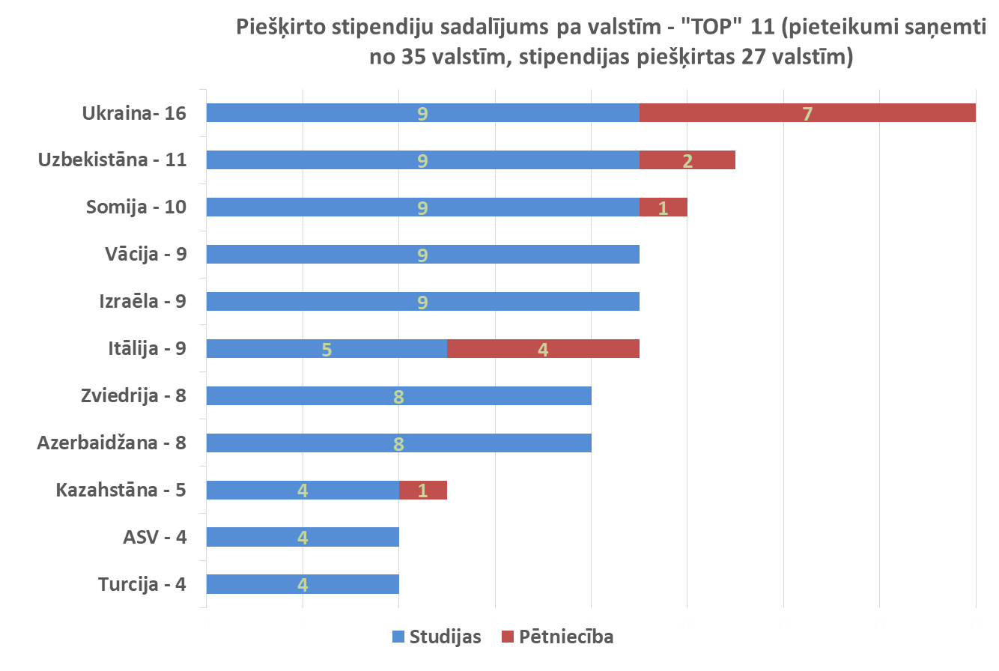 Piešķirto stipendiju sadalījums pa valstīm - "TOP" 11 (pieteikumi saņemti
no 35 valstīm, stipendijas piešķirtas 27 valstīm)
Ukraina- 16
9
7
Uzbekistāna - 11
9
2
Somija - 10
9
1
Vācija - 9
9
Izraēla - 9
9
Itālija - 9
5
4
Zviedrija - 8
8
Azerbaidžana - 8
8
Kazahstāna - 5
4
1
ASV - 4
4
Turcija - 4
4
Studijas
Pētniecība